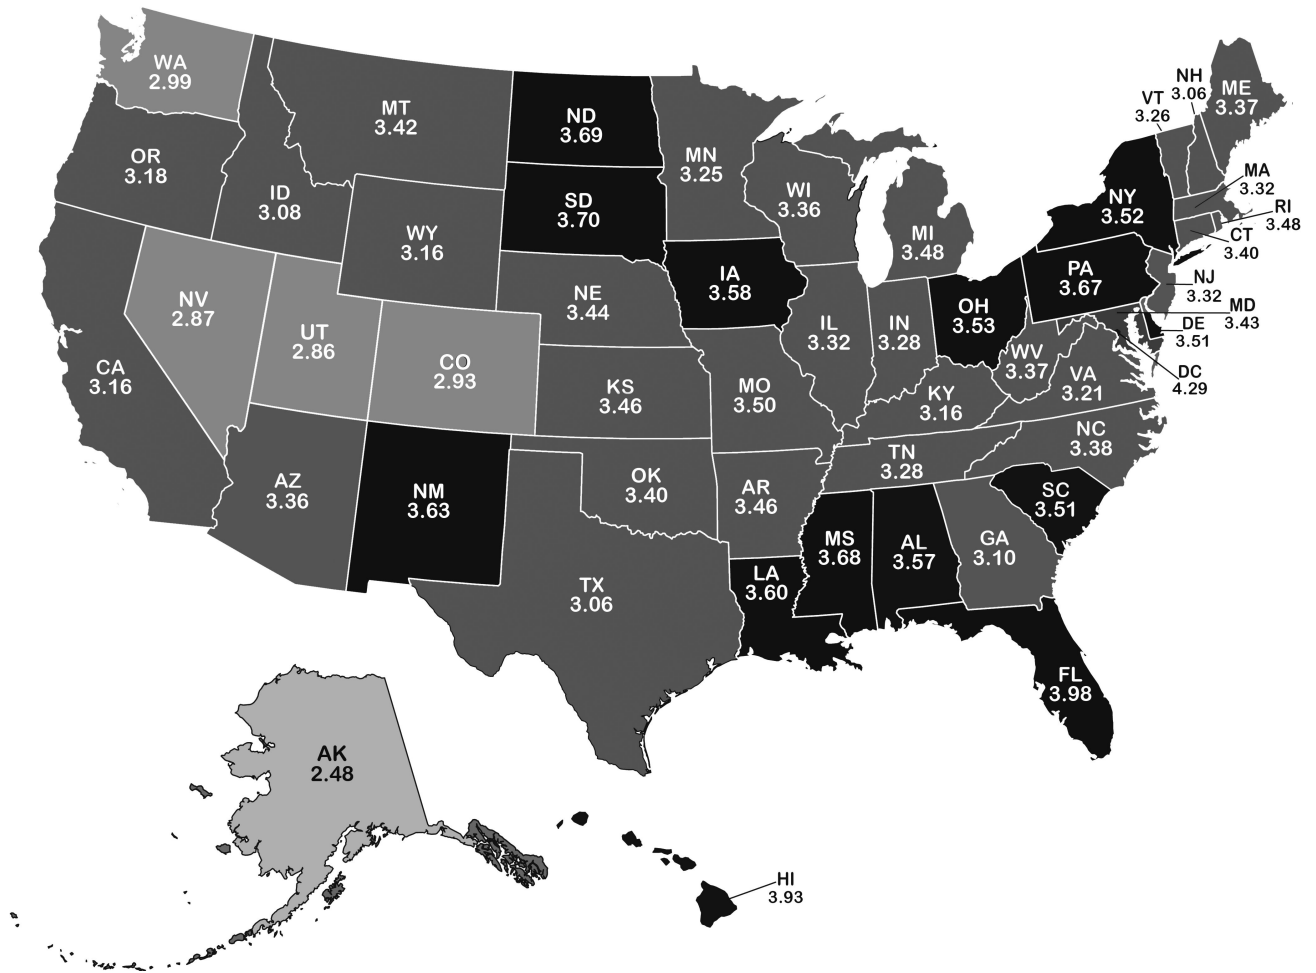 WA
2.99
MT
3.42
ND
3.69
MN
3.25
VT
3.26
NH
3.06
ME
3.37
OR
3.18
ID
3.08
SD
3.70
WI
3.36
NY
3.52
MA
3.32
RI
3.48
WY
3.16
MI
3.48
CT
3.40
IA
3.58
PA
3.67
NJ
3.32
NV
2.87
NE
3.44
UT
2.86
IL
3.32
IN
3.28
OH
3.53
MD
3.43
DE
3.51
CO
2.93
WV
3.37
DC
4.29
CA
3.16
KS
3.46
MO
3.50
KY
3.16
VA
3.21
NC
3.38
TN
3.28
AZ
3.36
NM
3.63
OK
3.40
AR
3.46
SC
3.51
MS
3.68
AL
3.57
GA
3.10
LA
3.60
TX
3.06
FL
3.98
AK
2.48
HI
3.93